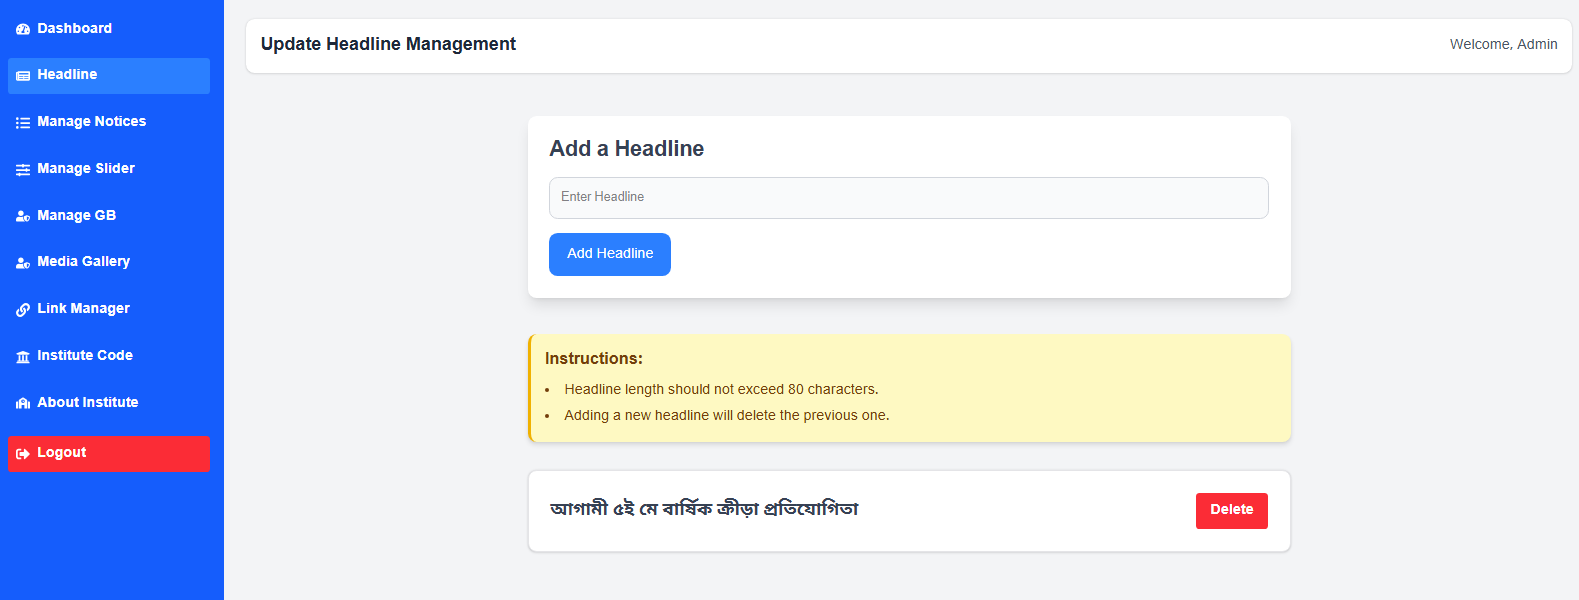 Dashboard
Headline
Manage Notices
Manage Slider
Manage GB
Media Gallery
Link Manager
Institute Code
About Institute
Logout
Update Headline Management
Welcome, Admin
Add a Headline
Enter Headline
Add Headline
Instructions:
• Headline length should not exceed 80 characters.
• Adding a new headline will delete the previous one.
আগামী ৫ই মে বার্ষিক ক্রীড়া প্রতিযোগিতা
Delete